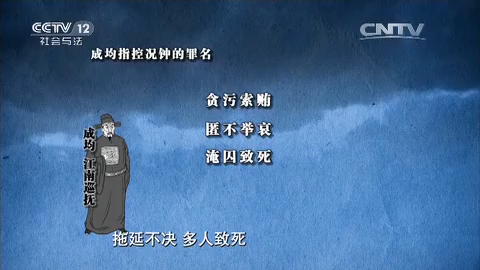 CCTV 12
社会与法
CNTV
成均指控况钟的罪名
贪污索贿
匿不举哀
淹囚致死
成均 江南巡抚
拖延不决 多人致死